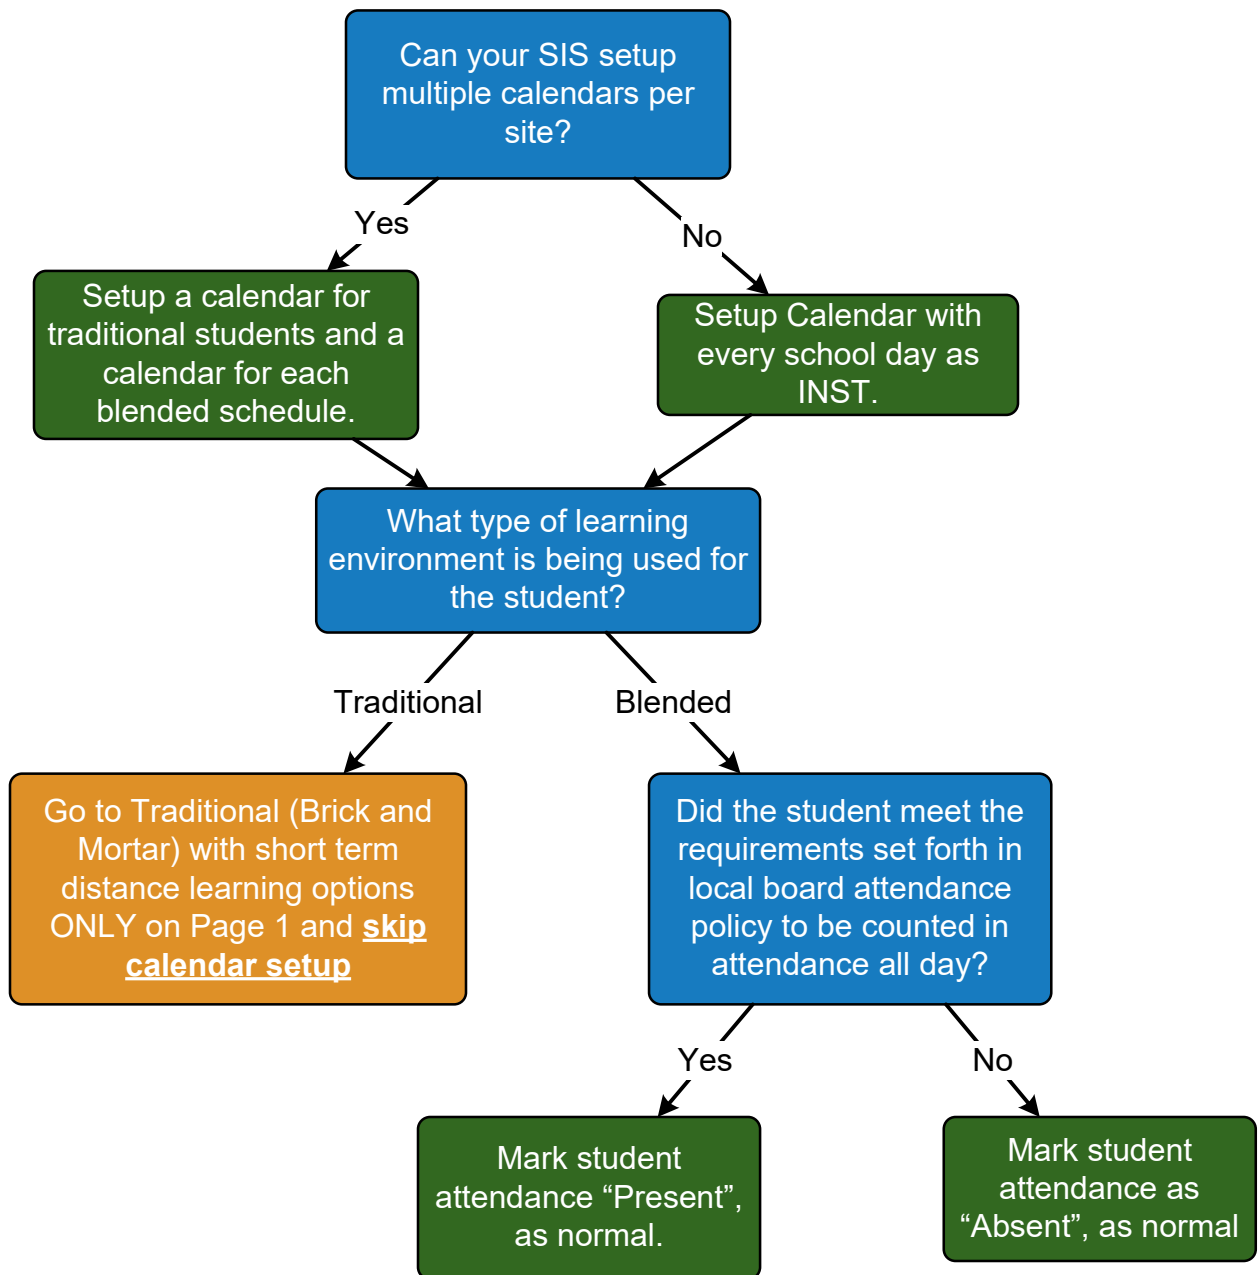 Can your SIS setup
multiple calendars per
site?
Yes
No
Setup a calendar for
traditional students and a
calendar for each
blended schedule.
Setup Calendar with
every school day as
INST.
What type of learning
environment is being used for
the student?
Traditional
Blended
Go to Traditional (Brick and
Mortar) with short term
distance learning options
ONLY on Page 1 and skip
calendar setup
Did the student meet the
requirements set forth in
local board attendance
policy to be counted in
attendance all day?
Yes
No
Mark student
attendance “Present”,
as normal.
Mark student
attendance as
“Absent”, as normal